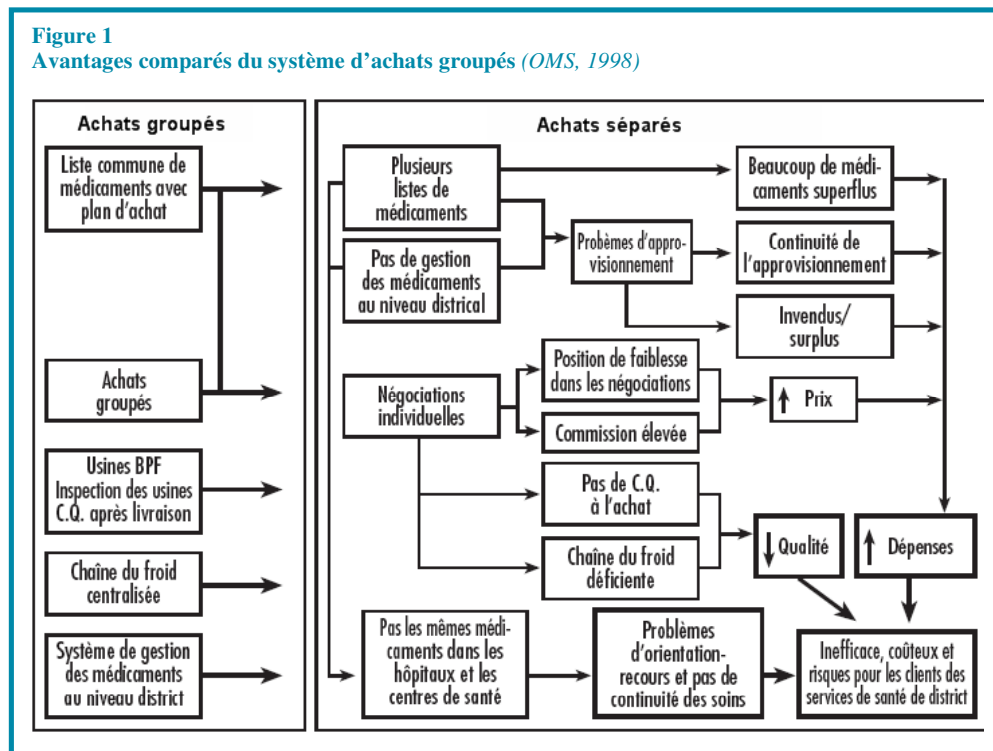 Figure 1
Avantages comparés du système d'achats groupés (OMS, 1998)
Achats groupés
Liste commune de
médicaments avec
plan d'achat
Achats
groupés
Usines BPF
Inspection des usines
C.Q. après livraison
Chaîne du froid
centralisée
Système de gestion
des médicaments
au niveau district
Achats séparés
Plusieurs
listes de
médicaments
Beaucoup de médi-
caments superflus
Pas de gestion
des médicaments
au niveau districal
Probèmes d'appro-
visionnement
Continuité de
l'approvisionnement
Invendus/
surplus
Négociations
individuelles
Position de faiblesse
dans les négociations
Commission élevée
↑ Prix
Pas de C.Q.
à l'achat
Chaîne du froid
déficiente
↓ Qualité
↑ Dépenses
Pas les mêmes médi-
caments dans les
hôpitaux et les
centres de santé
Problèmes
d'orientation-
recours et pas de
continuité des soins
Inefficace, coûteux et
risques pour les clients des
services de santé de district